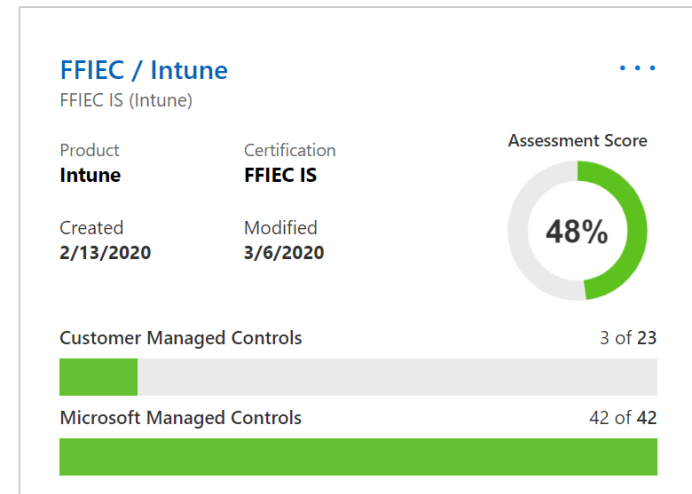 FFIEC / Intune
FFIEC IS (Intune)
Product
Intune
Certification
FFIEC IS
Created
2/13/2020
Modified
3/6/2020
Assessment Score
48%
Customer Managed Controls 3 of 23
Microsoft Managed Controls 42 of 42